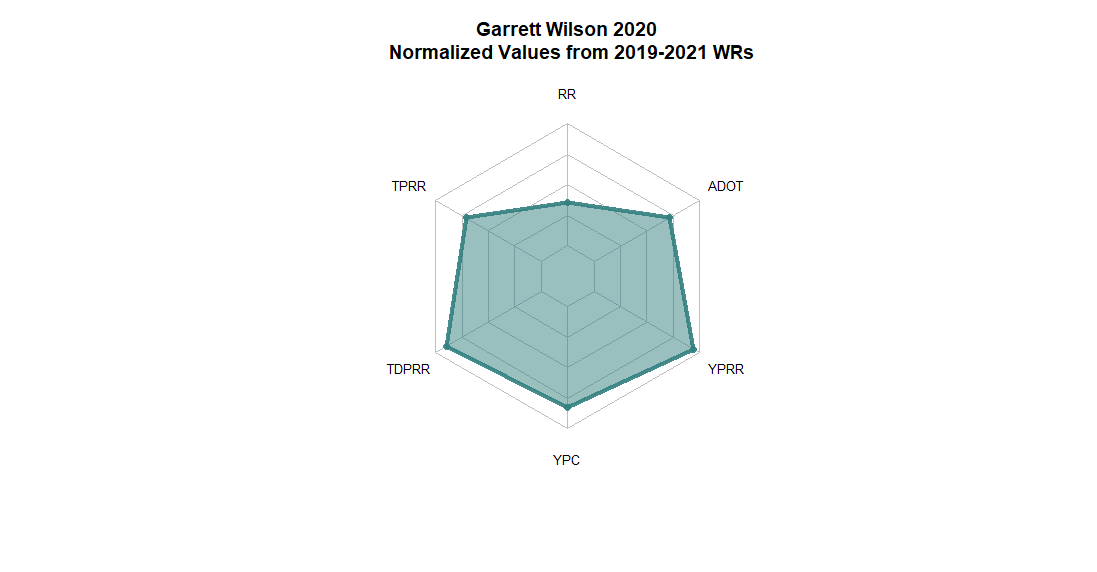 Garrett Wilson 2020
Normalized Values from 2019-2021 WRs
RR
TPRR
ADOT
TDPRR
YPRR
YPC